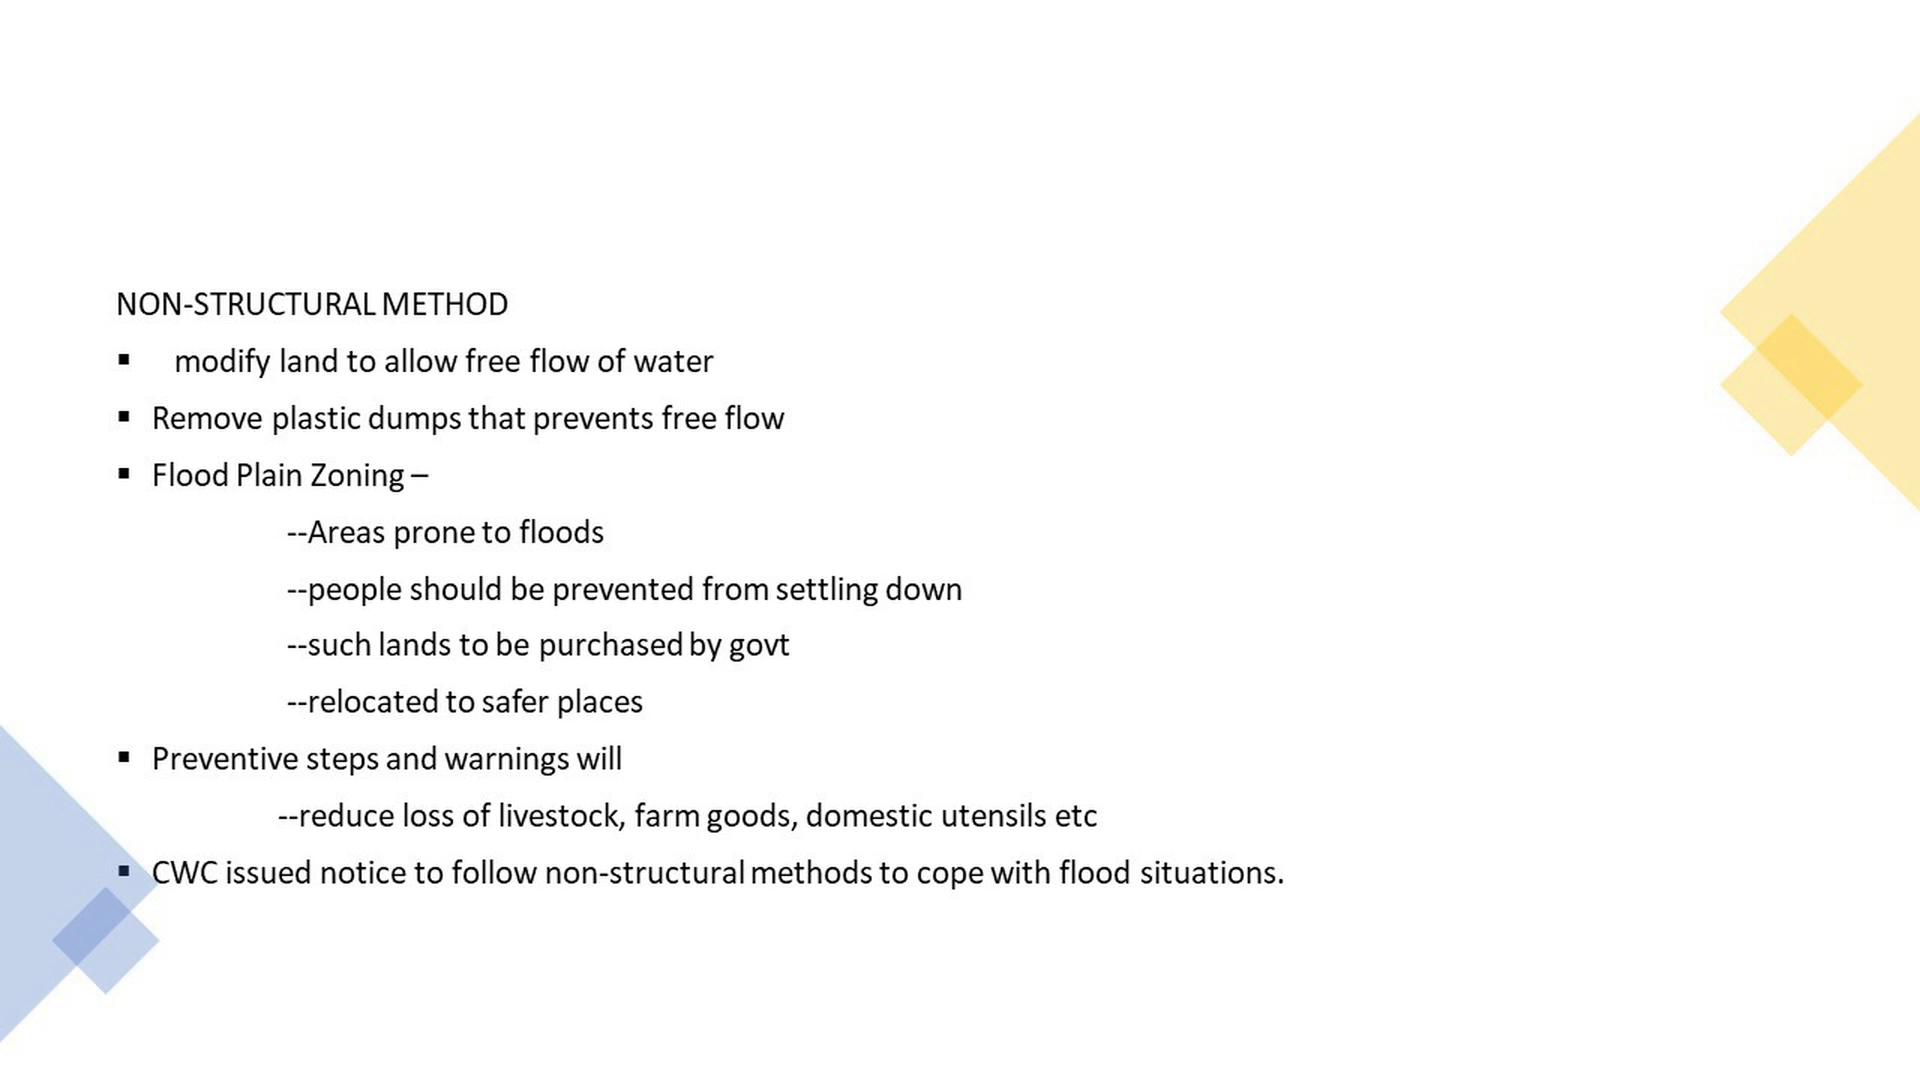 NON-STRUCTURAL METHOD
▪ modify land to allow free flow of water
▪ Remove plastic dumps that prevents free flow
▪ Flood Plain Zoning –
--Areas prone to floods
--people should be prevented from settling down
--such lands to be purchased by govt
--relocated to safer places
▪ Preventive steps and warnings will
--reduce loss of livestock, farm goods, domestic utensils etc
▪ CWC issued notice to follow non-structural methods to cope with flood situations.